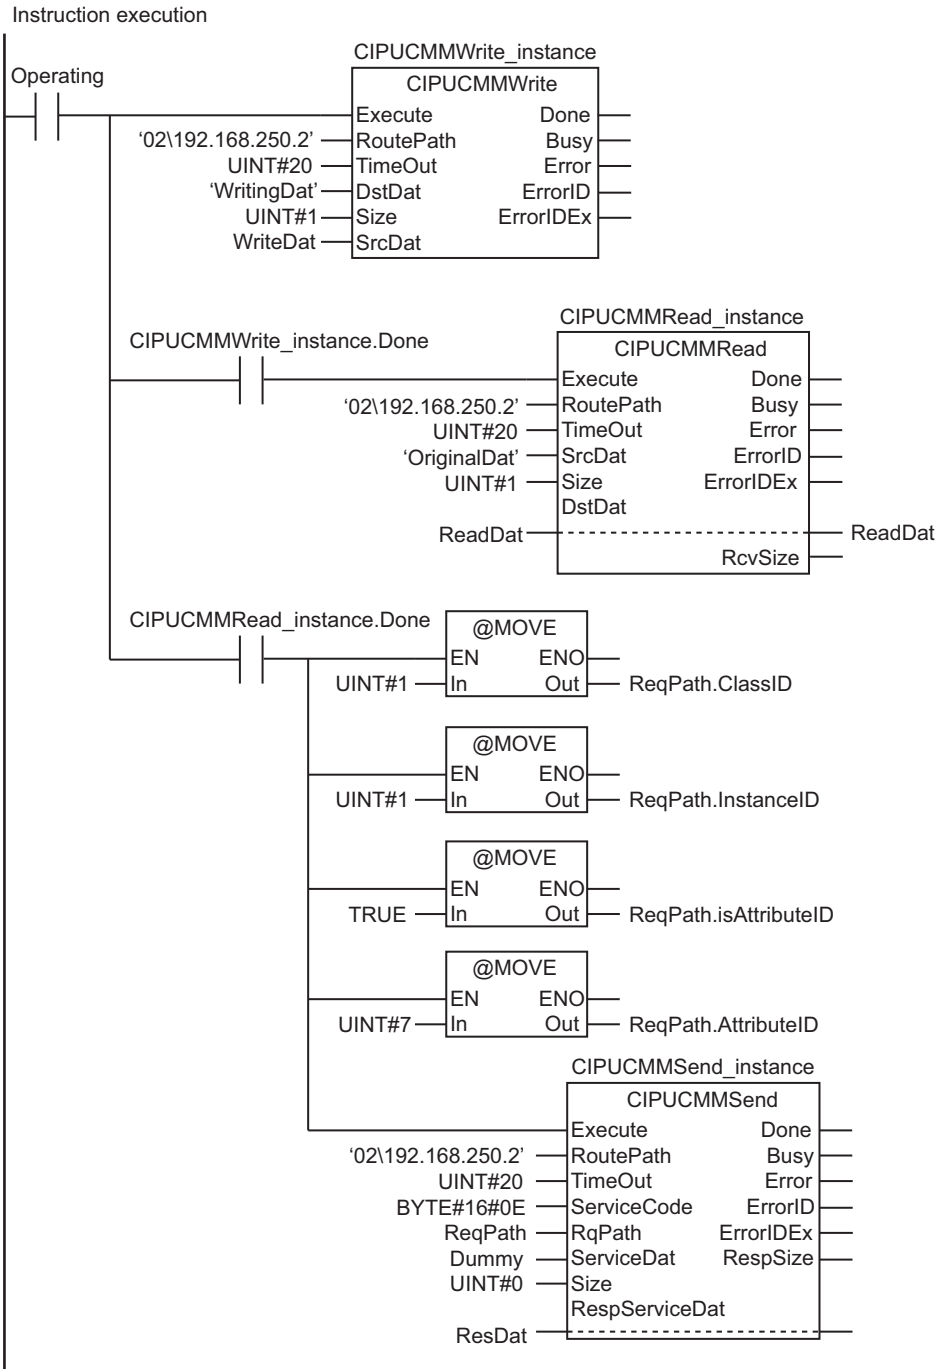 Instruction execution
Operating
CIPUCMMWrite_instance
CIPUCMMWrite
Execute Done
‘02\192.168.250.2’ RoutePath Busy
UINT#20 TimeOut Error
‘WritingDat’ DstDat ErrorID
UINT#1 Size ErrorIDEx
WriteDat SrcDat
CIPUCMMWrite_instance.Done
CIPUCMMRead_instance
CIPUCMMRead
Execute Done
‘02\192.168.250.2’ RoutePath Busy
UINT#20 TimeOut Error
‘OriginalDat’ SrcDat ErrorID
UINT#1 Size ErrorIDEx
DstDat
ReadDat ReadDat
RcvSize
CIPUCMMRead_instance.Done
@MOVE
EN ENO
UINT#1 In Out ReqPath.ClassID
@MOVE
EN ENO
UINT#1 In Out ReqPath.InstanceID
@MOVE
EN ENO
TRUE In Out ReqPath.isAttributeID
@MOVE
EN ENO
UINT#7 In Out ReqPath.AttributeID
CIPUCMMSend_instance
CIPUCMMSend
Execute Done
‘02\192.168.250.2’ RoutePath Busy
UINT#20 TimeOut Error
BYTE#16#0E ServiceCode ErrorID
ReqPath RqPath ErrorIDEx
Dummy ServiceDat RespSize
UINT#0 Size
RespServiceDat
ResDat